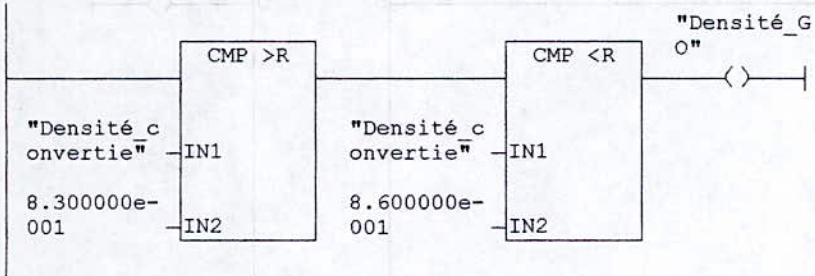 "Densité_G
O"
CMP >R
CMP <R
( )
"Densité_c
onvertie"
IN1
"Densité_c
onvertie"
IN1
8.300000e-
001
IN2
8.600000e-
001
IN2